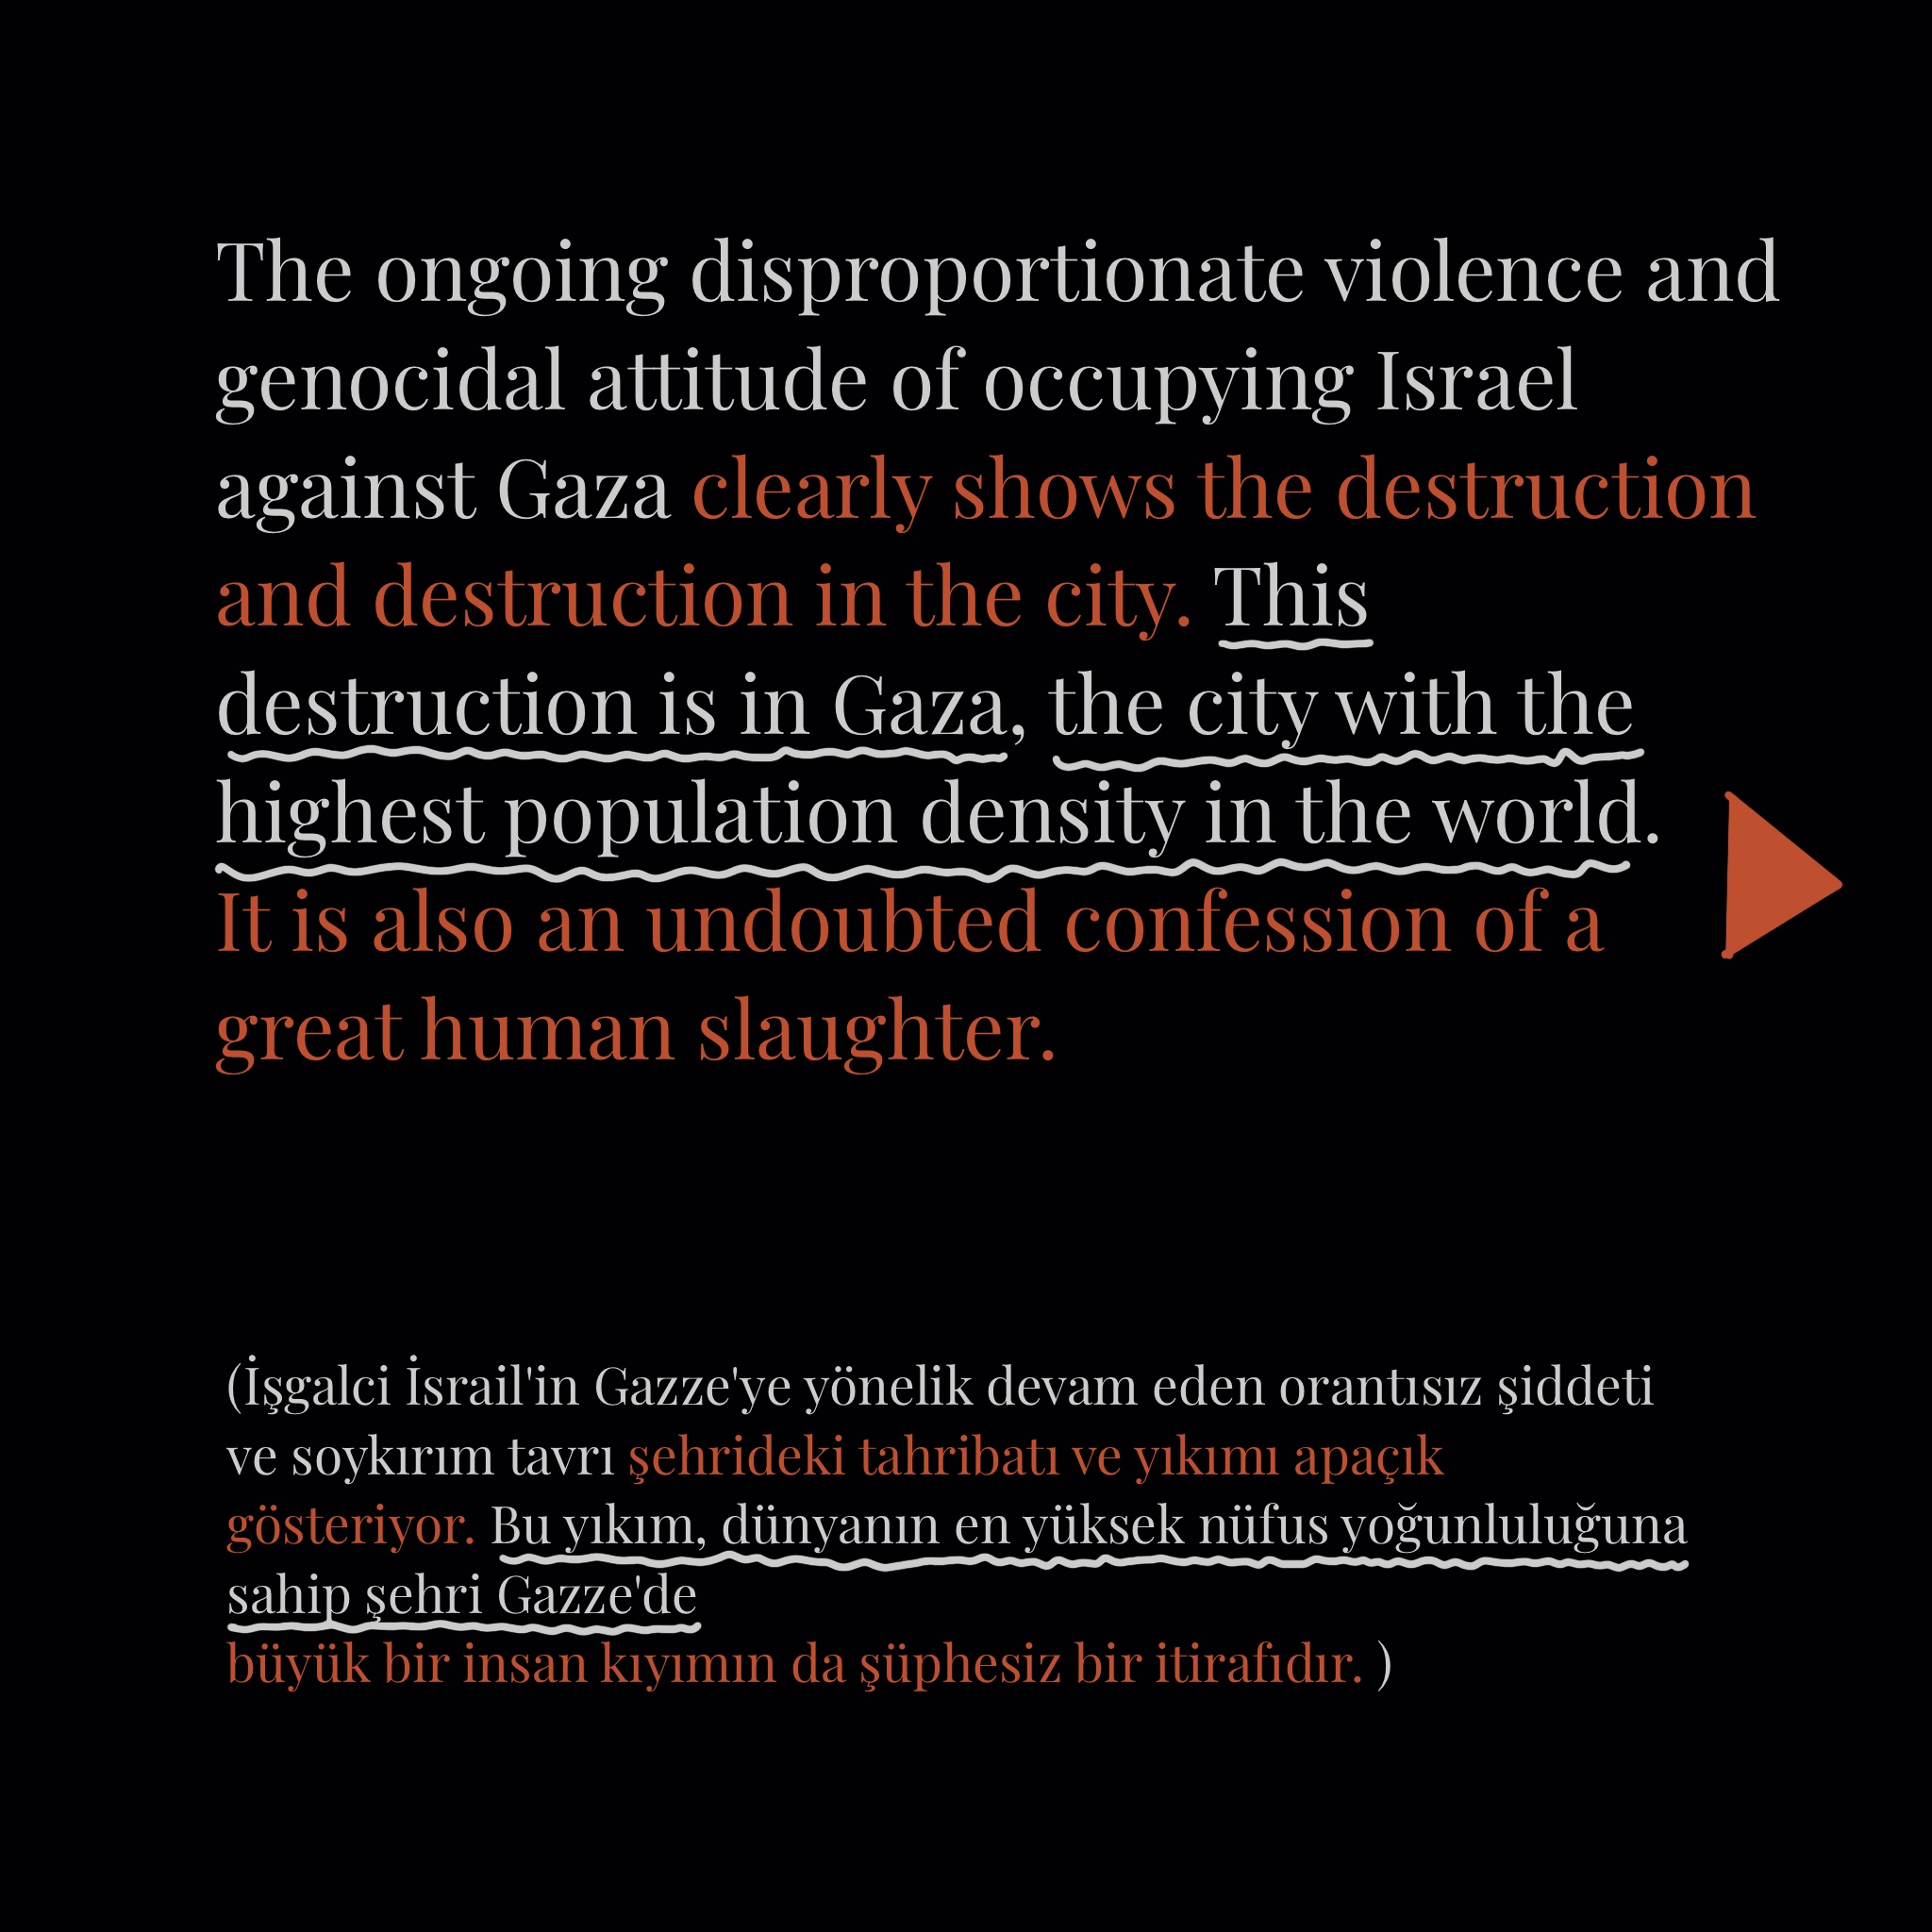 The ongoing disproportionate violence and
genocidal attitude of occupying Israel
against Gaza clearly shows the destruction
and destruction in the city. This
destruction is in Gaza, the city with the
highest population density in the world.
It is also an undoubted confession of a
great human slaughter.
(İşgalci İsrail'in Gazze'ye yönelik devam eden orantısız şiddeti
ve soykırım tavrı şehrideki tahribatı ve yıkımı apaçık
gösteriyor. Bu yıkım, dünyanın en yüksek nüfus yoğunluluğuna
sahip şehri Gazze'de
büyük bir insan kıyımın da şüphesiz bir itirafıdır. )